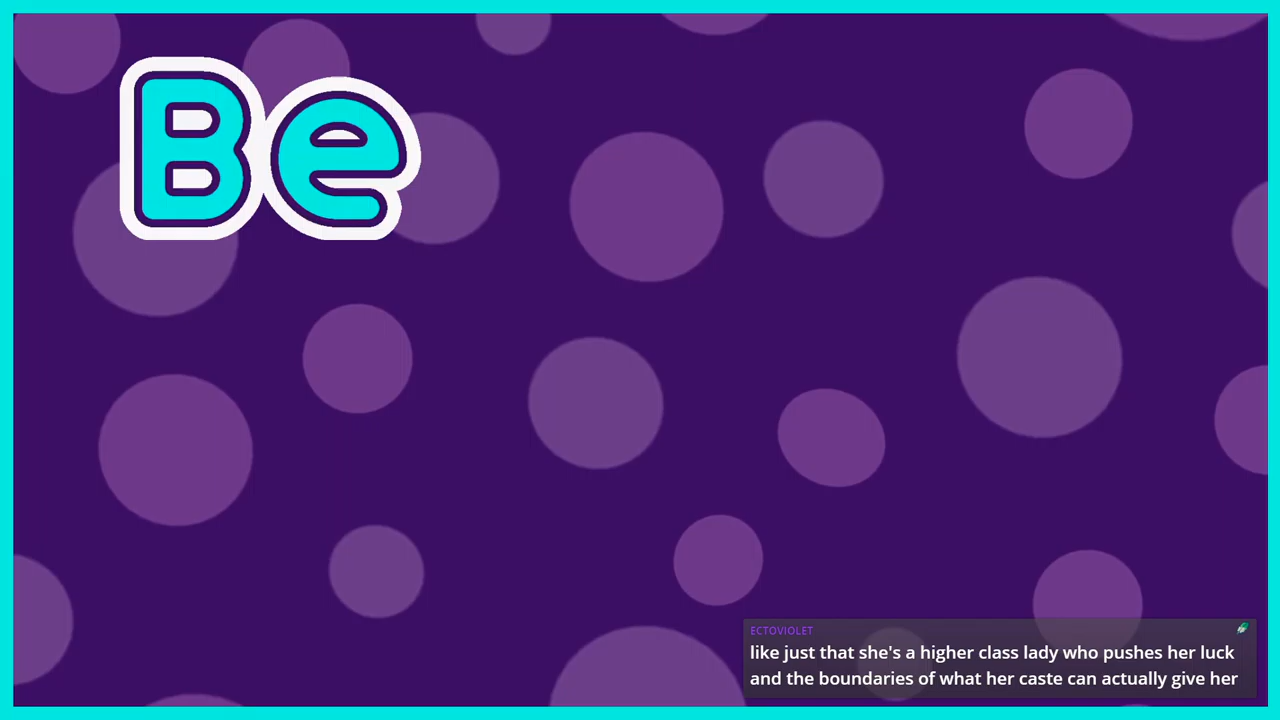 Be
ECTOVIOLET
like just that she's a higher class lady who pushes her luck
and the boundaries of what her caste can actually give her